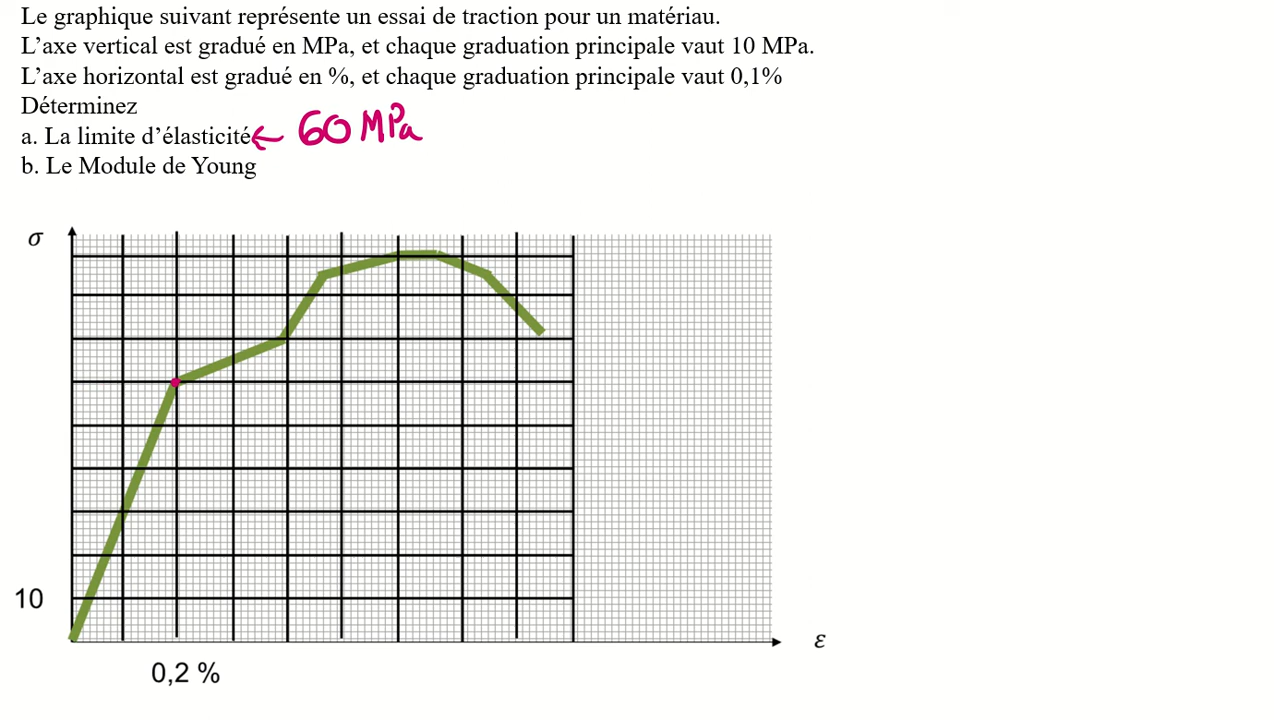 Le graphique suivant représente un essai de traction pour un matériau.
L’axe vertical est gradué en MPa, et chaque graduation principale vaut 10 MPa.
L’axe horizontal est gradué en %, et chaque graduation principale vaut 0,1%
Déterminez
a. La limite d’élasticité ← 60 MPa
b. Le Module de Young
σ
10
ε
0,2 %